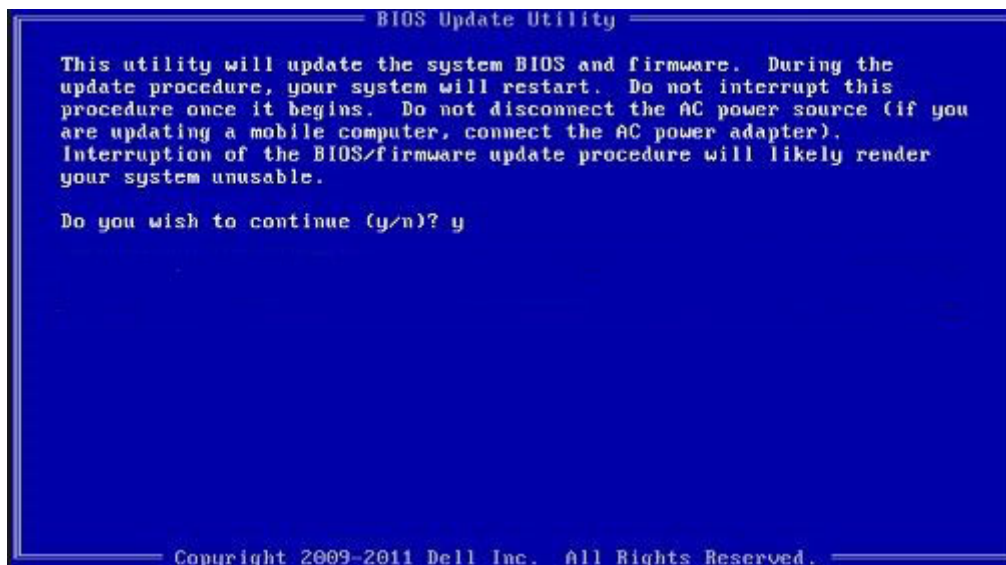 BIOS Update Utility
This utility will update the system BIOS and firmware. During the
update procedure, your system will restart. Do not interrupt this
procedure once it begins. Do not disconnect the AC power source (if you
are updating a mobile computer, connect the AC power adapter).
Interruption of the BIOS/firmware update procedure will likely render
your system unusable.
Do you wish to continue (y/n)? y
Copyright 2009-2011 Dell Inc. All Rights Reserved.